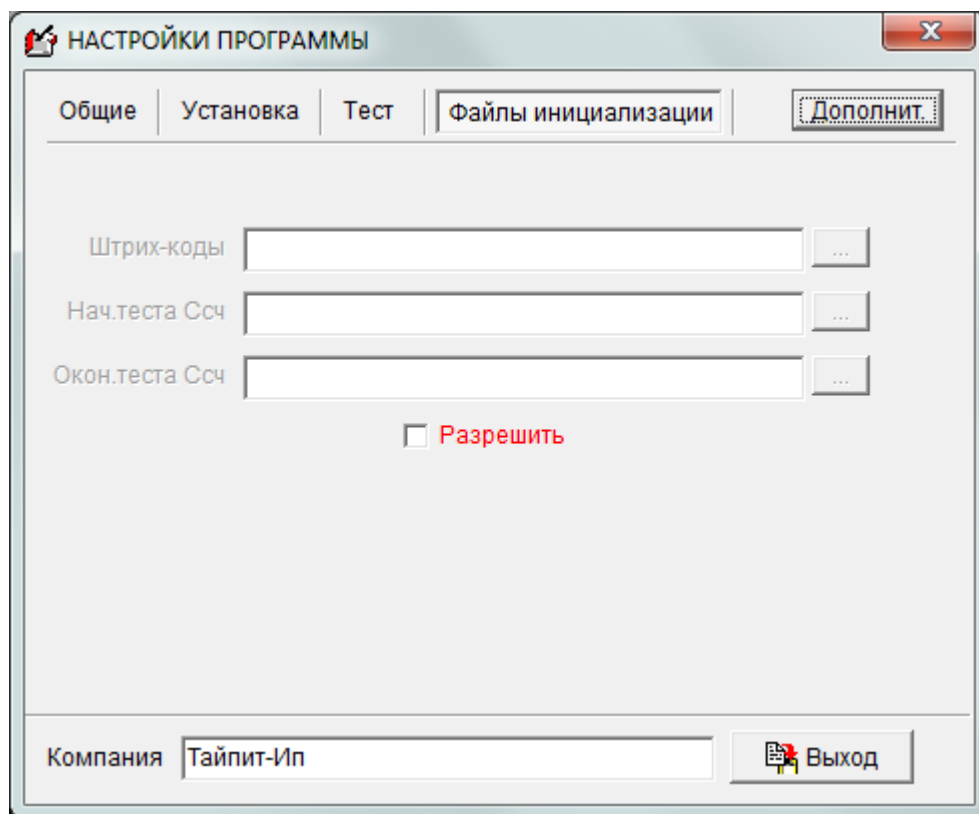 НАСТРОЙКИ ПРОГРАММЫ
Общие Установка Тест Файлы инициализации Дополнит.
Штрих-коды ...
Нач.теста Ссч ...
Окон.теста Ссч ...
Разрешить
Компания Тайпит-Ип Выход